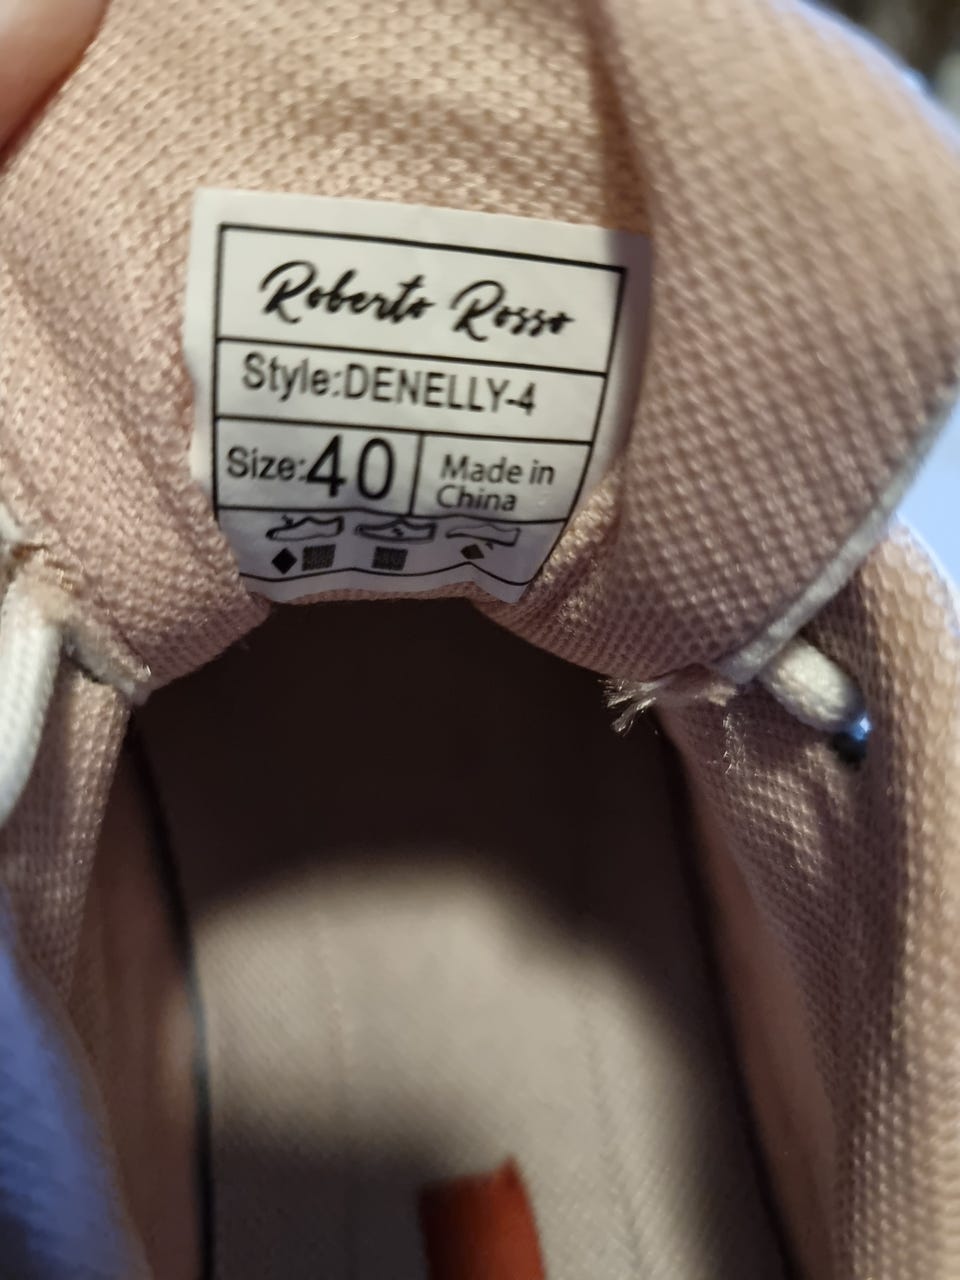 Roberto Rosso
Style:DENELLY-4
Size:40
Made in
China